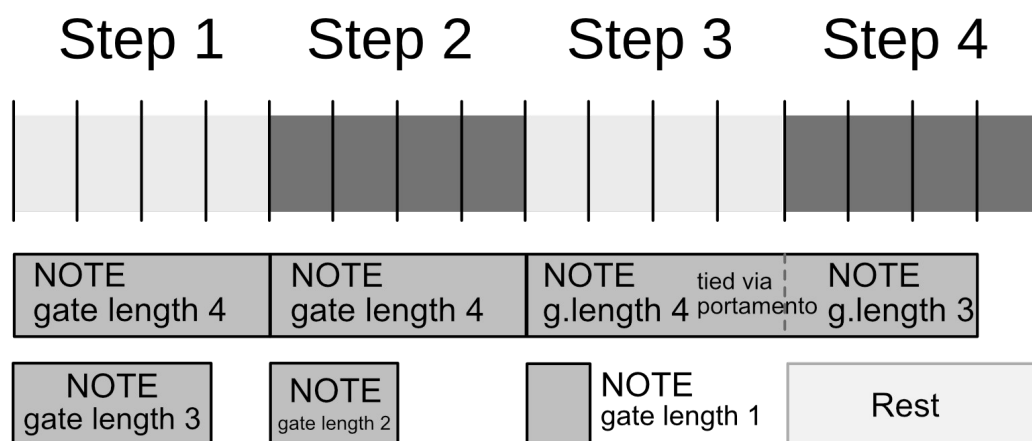 Step 1 Step 2 Step 3 Step 4
NOTE
gate length 4
NOTE
gate length 4
NOTE
g.length 4
tied via
portamento
NOTE
g.length 3
NOTE
gate length 3
NOTE
gate length 2
NOTE
gate length 1
Rest